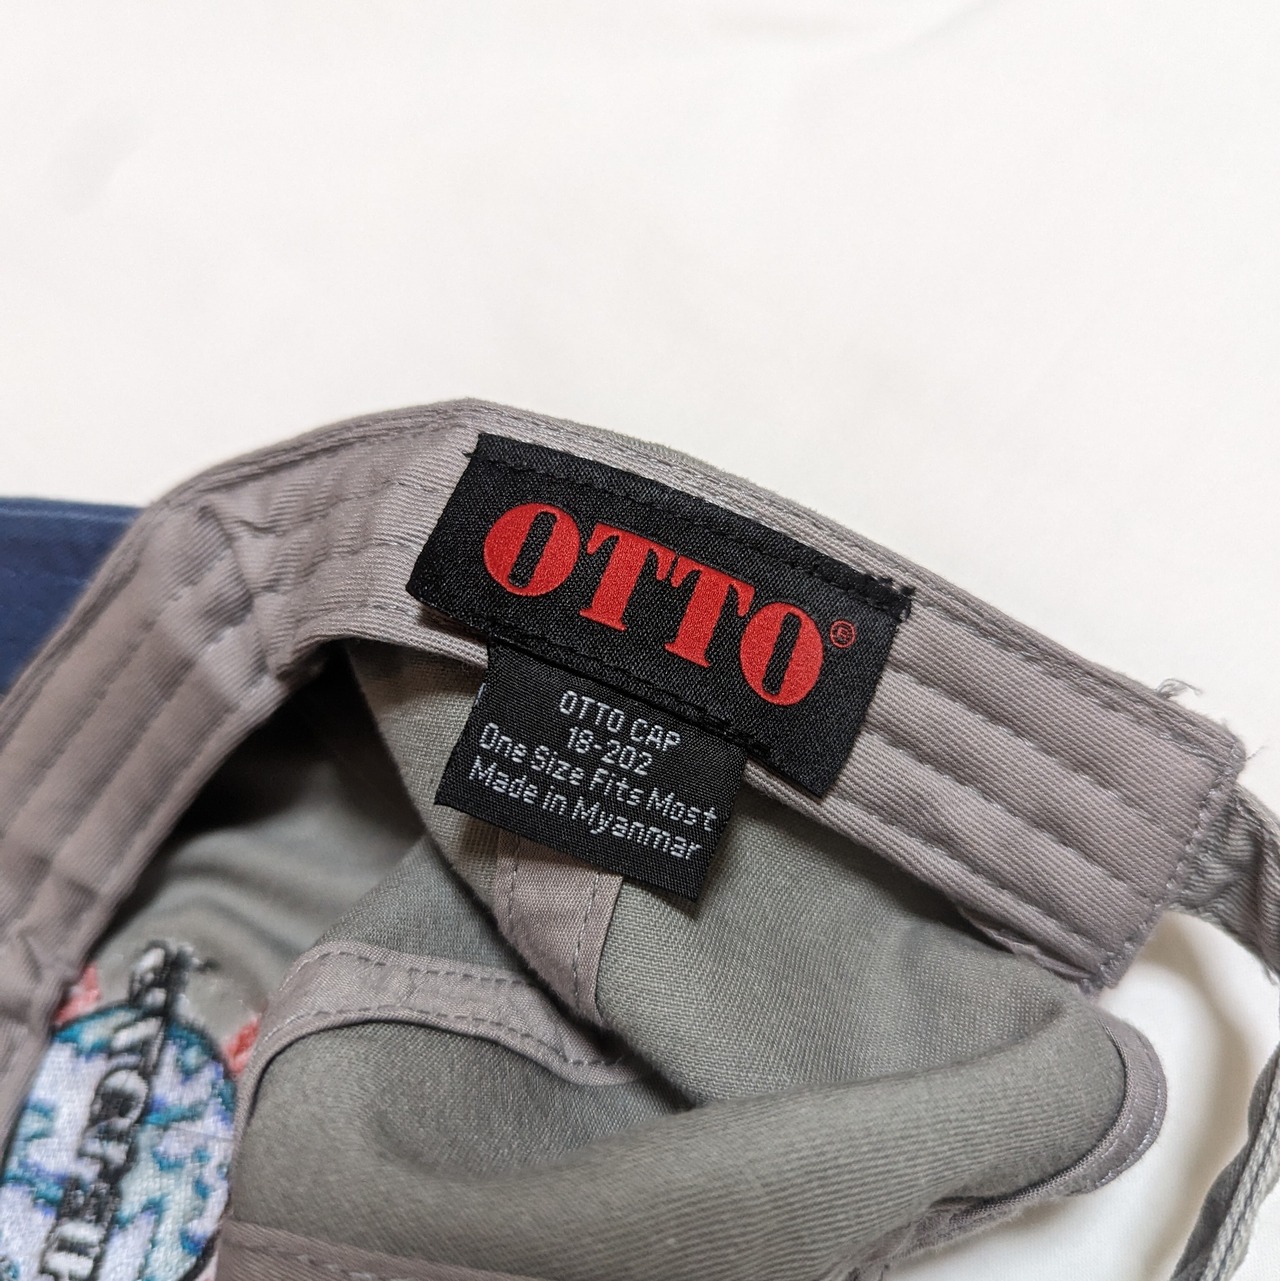 OTTO®
OTTO CAP
18-202
One Size Fits Most
Made in Myanmar